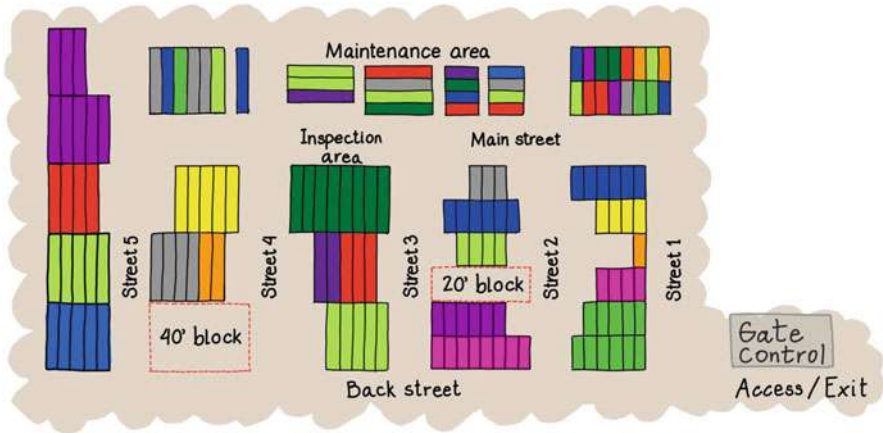 Maintenance area
Inspection
area
Main street
Street 5
Street 4
Street 3
Street 2
Street 1
20' block
40' block
Gate
Control
Back street
Access/Exit